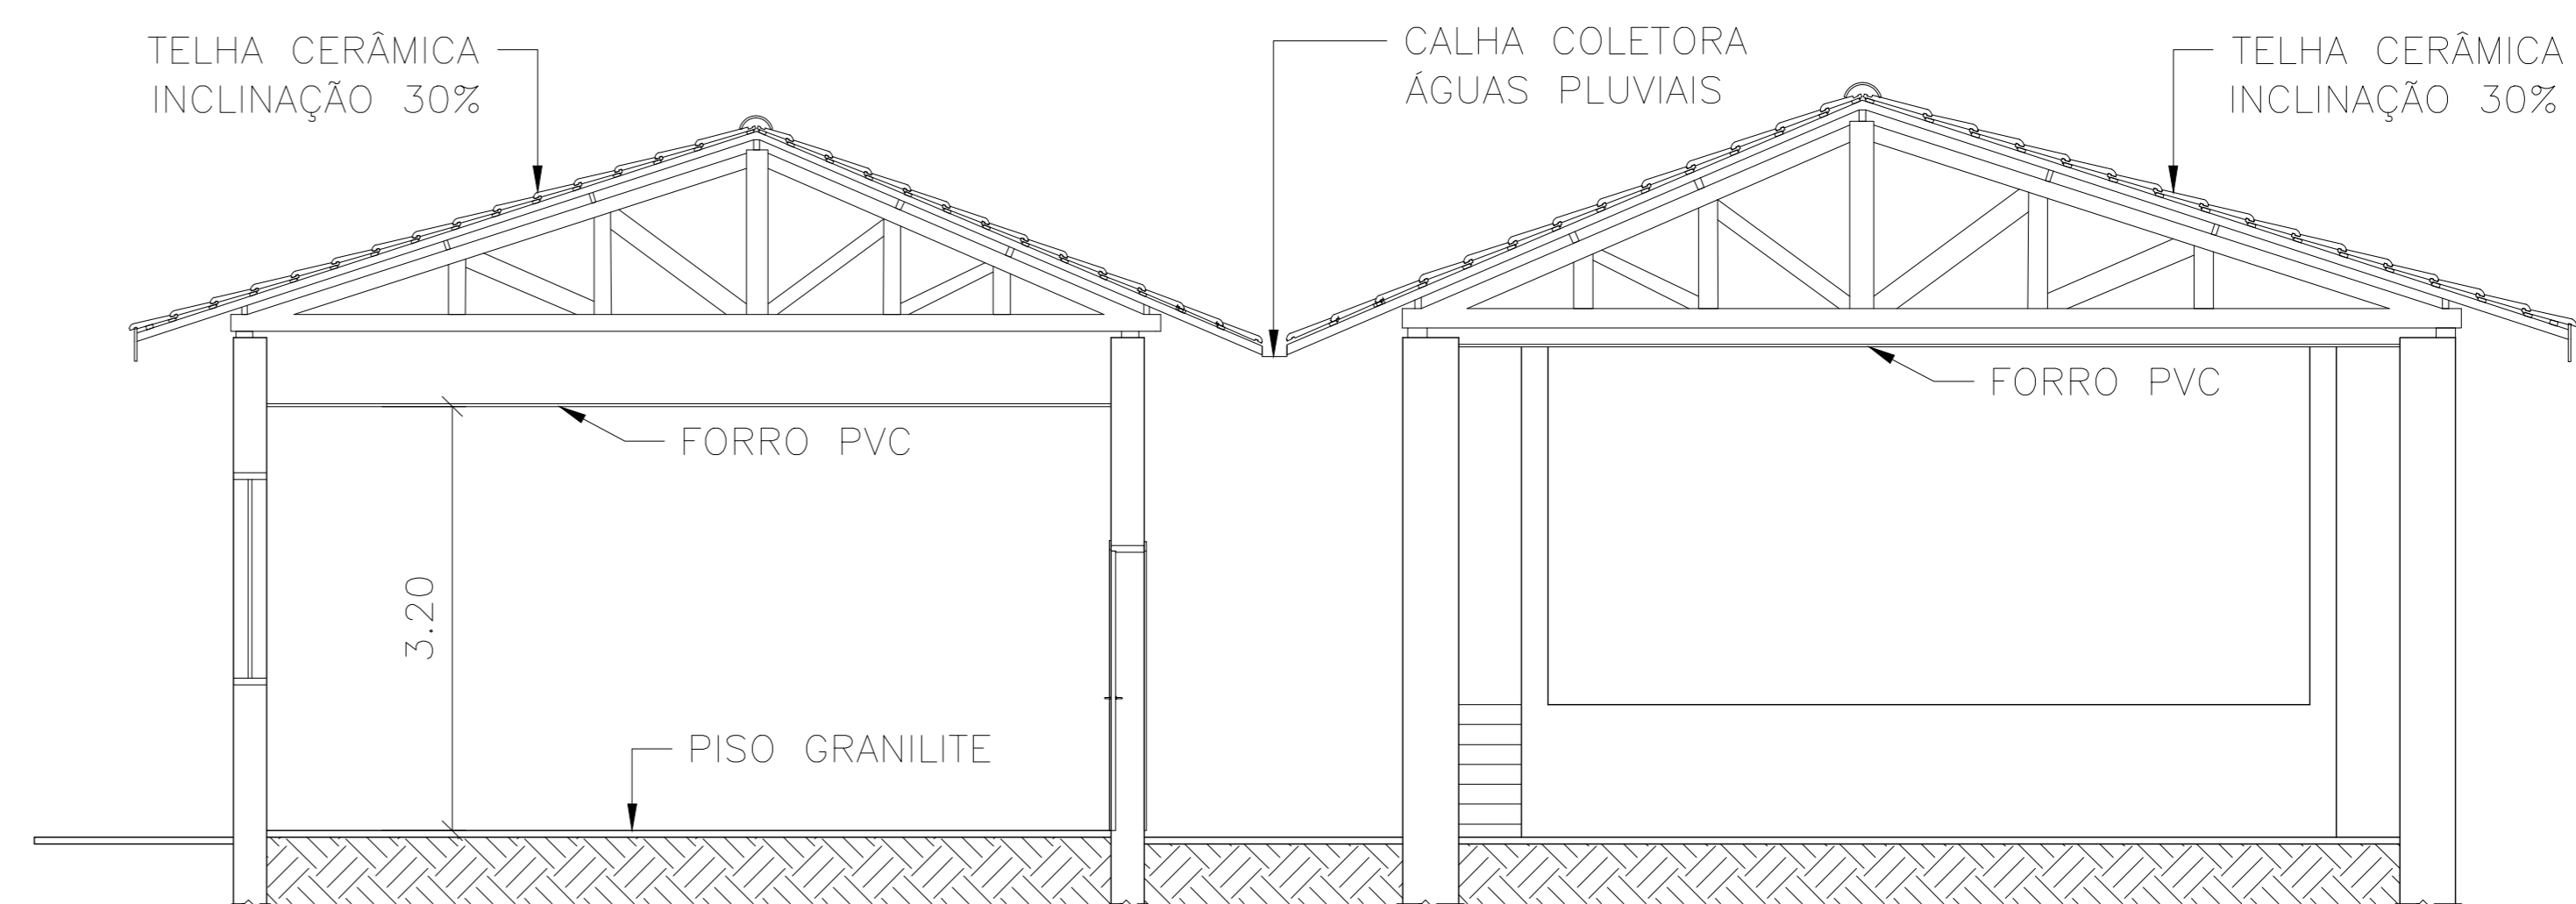 TELHA CERÂMICA
INCLINAÇÃO 30%
CALHA COLETORA
ÁGUAS PLUVIAIS
TELHA CERÂMICA
INCLINAÇÃO 30%
FORRO PVC
FORRO PVC
3.20
PISO GRANILITE